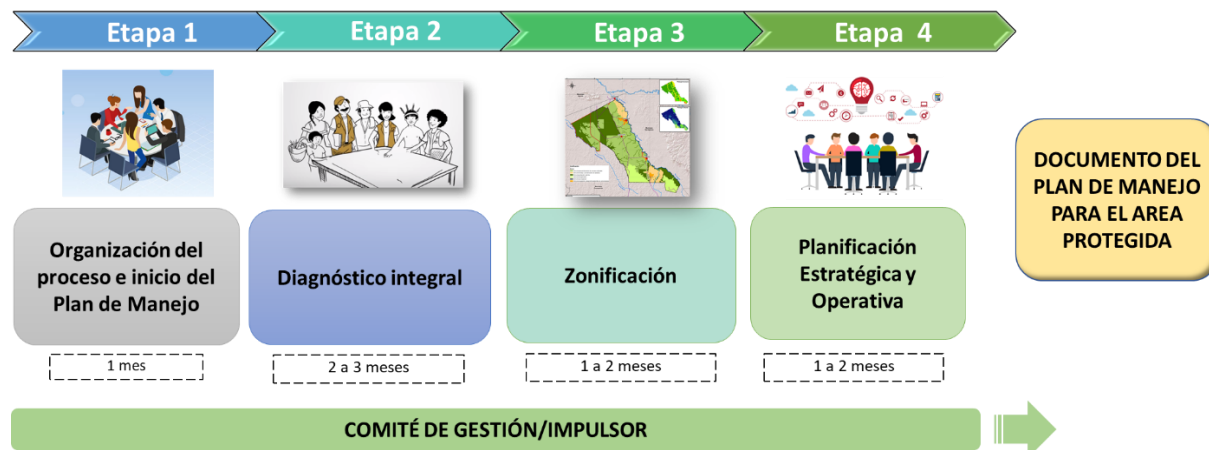 Etapa 1
Etapa 2
Etapa 3
Etapa 4
Organización del
proceso e inicio del
Plan de Manejo
Diagnóstico integral
Zonificación
Planificación
Estratégica y
Operativa
DOCUMENTO DEL
PLAN DE MANEJO
PARA EL AREA
PROTEGIDA
1 mes
2 a 3 meses
1 a 2 meses
1 a 2 meses
COMITÉ DE GESTIÓN/IMPULSOR